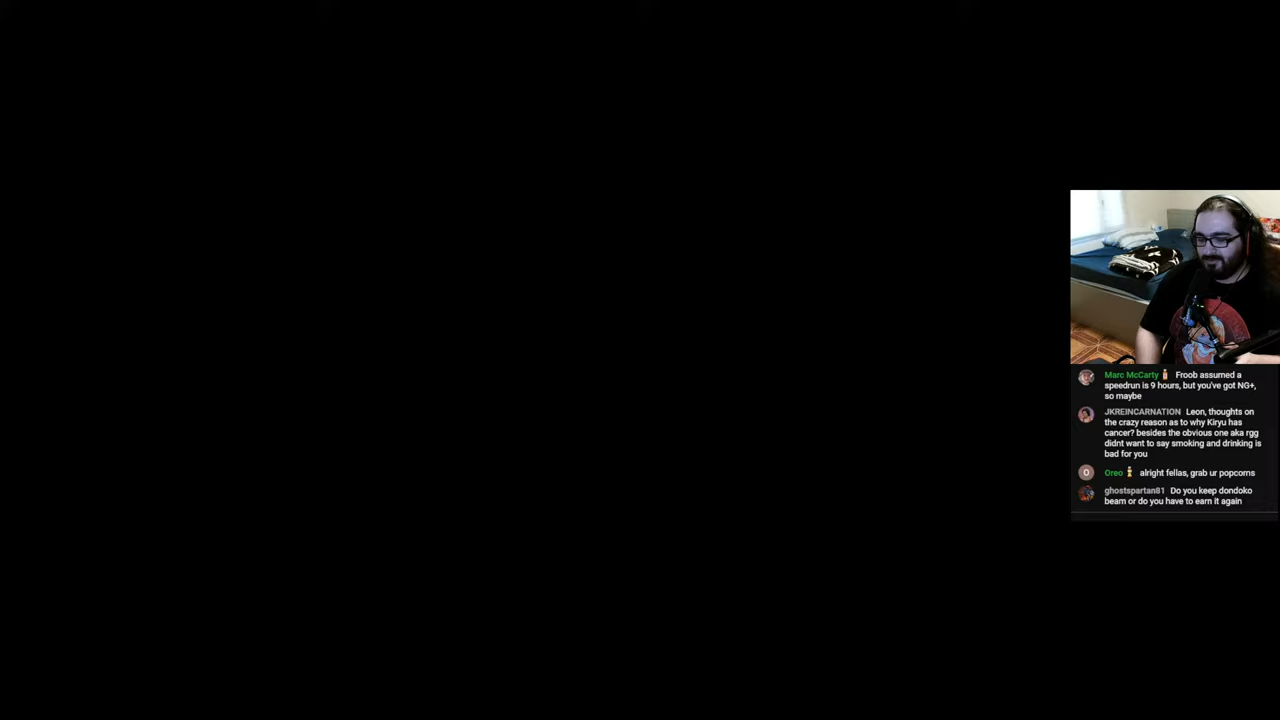 Marc McCarty Froob assumed a
speedrun is 9 hours, but you've got NG+,
so maybe
JKREINCARNATION Leon, thoughts on
the crazy reason as to why Kiryu has
cancer? besides the obvious one aka rgg
didnt want to say smoking and drinking is
bad for you
O Oreo alright fellas, grab ur popcorns
ghostspartan81 Do you keep dondoko
beam or do you have to earn it again